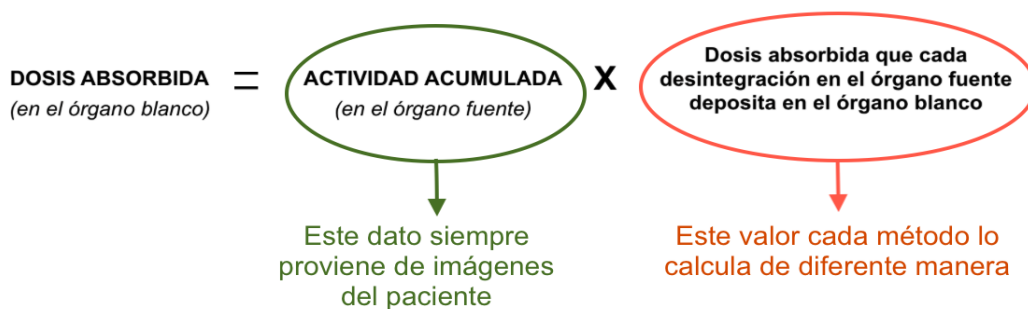 DOSIS ABSORBIDA
(en el órgano blanco)
=
ACTIVIDAD ACUMULADA
(en el órgano fuente)
X
Dosis absorbida que cada
desintegración en el órgano fuente
deposita en el órgano blanco
Este dato siempre
proviene de imágenes
del paciente
Este valor cada método lo
calcula de diferente manera